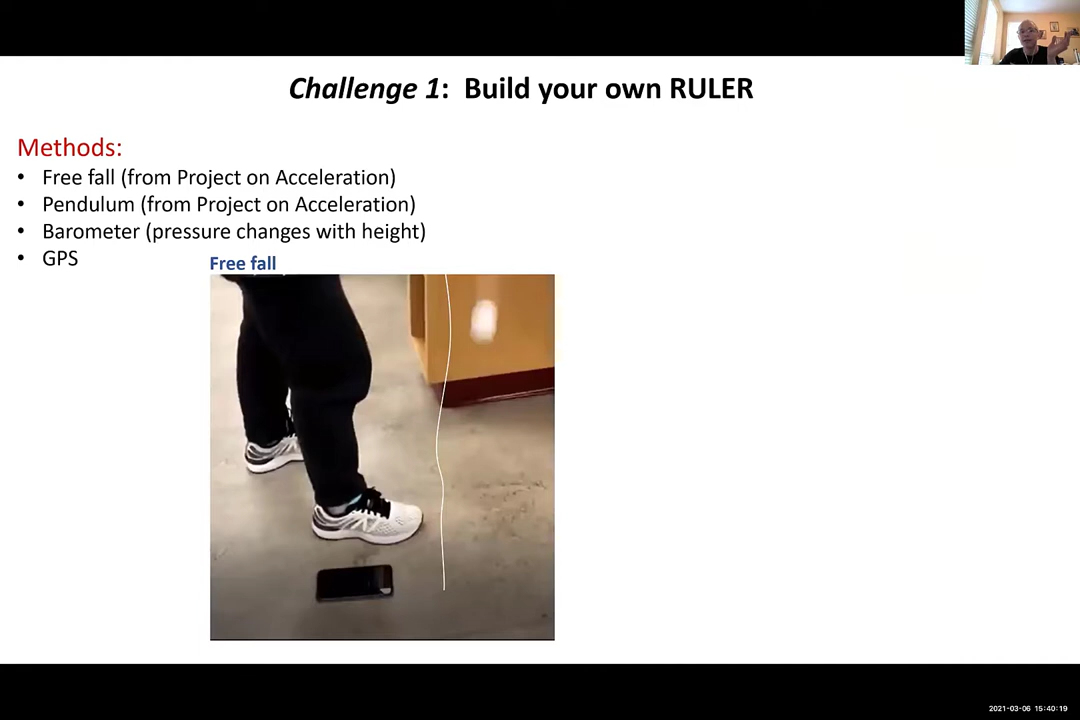 Challenge 1: Build your own RULER
Methods:
• Free fall (from Project on Acceleration)
• Pendulum (from Project on Acceleration)
• Barometer (pressure changes with height)
• GPS
Free fall
2021-03-06 15:40:19